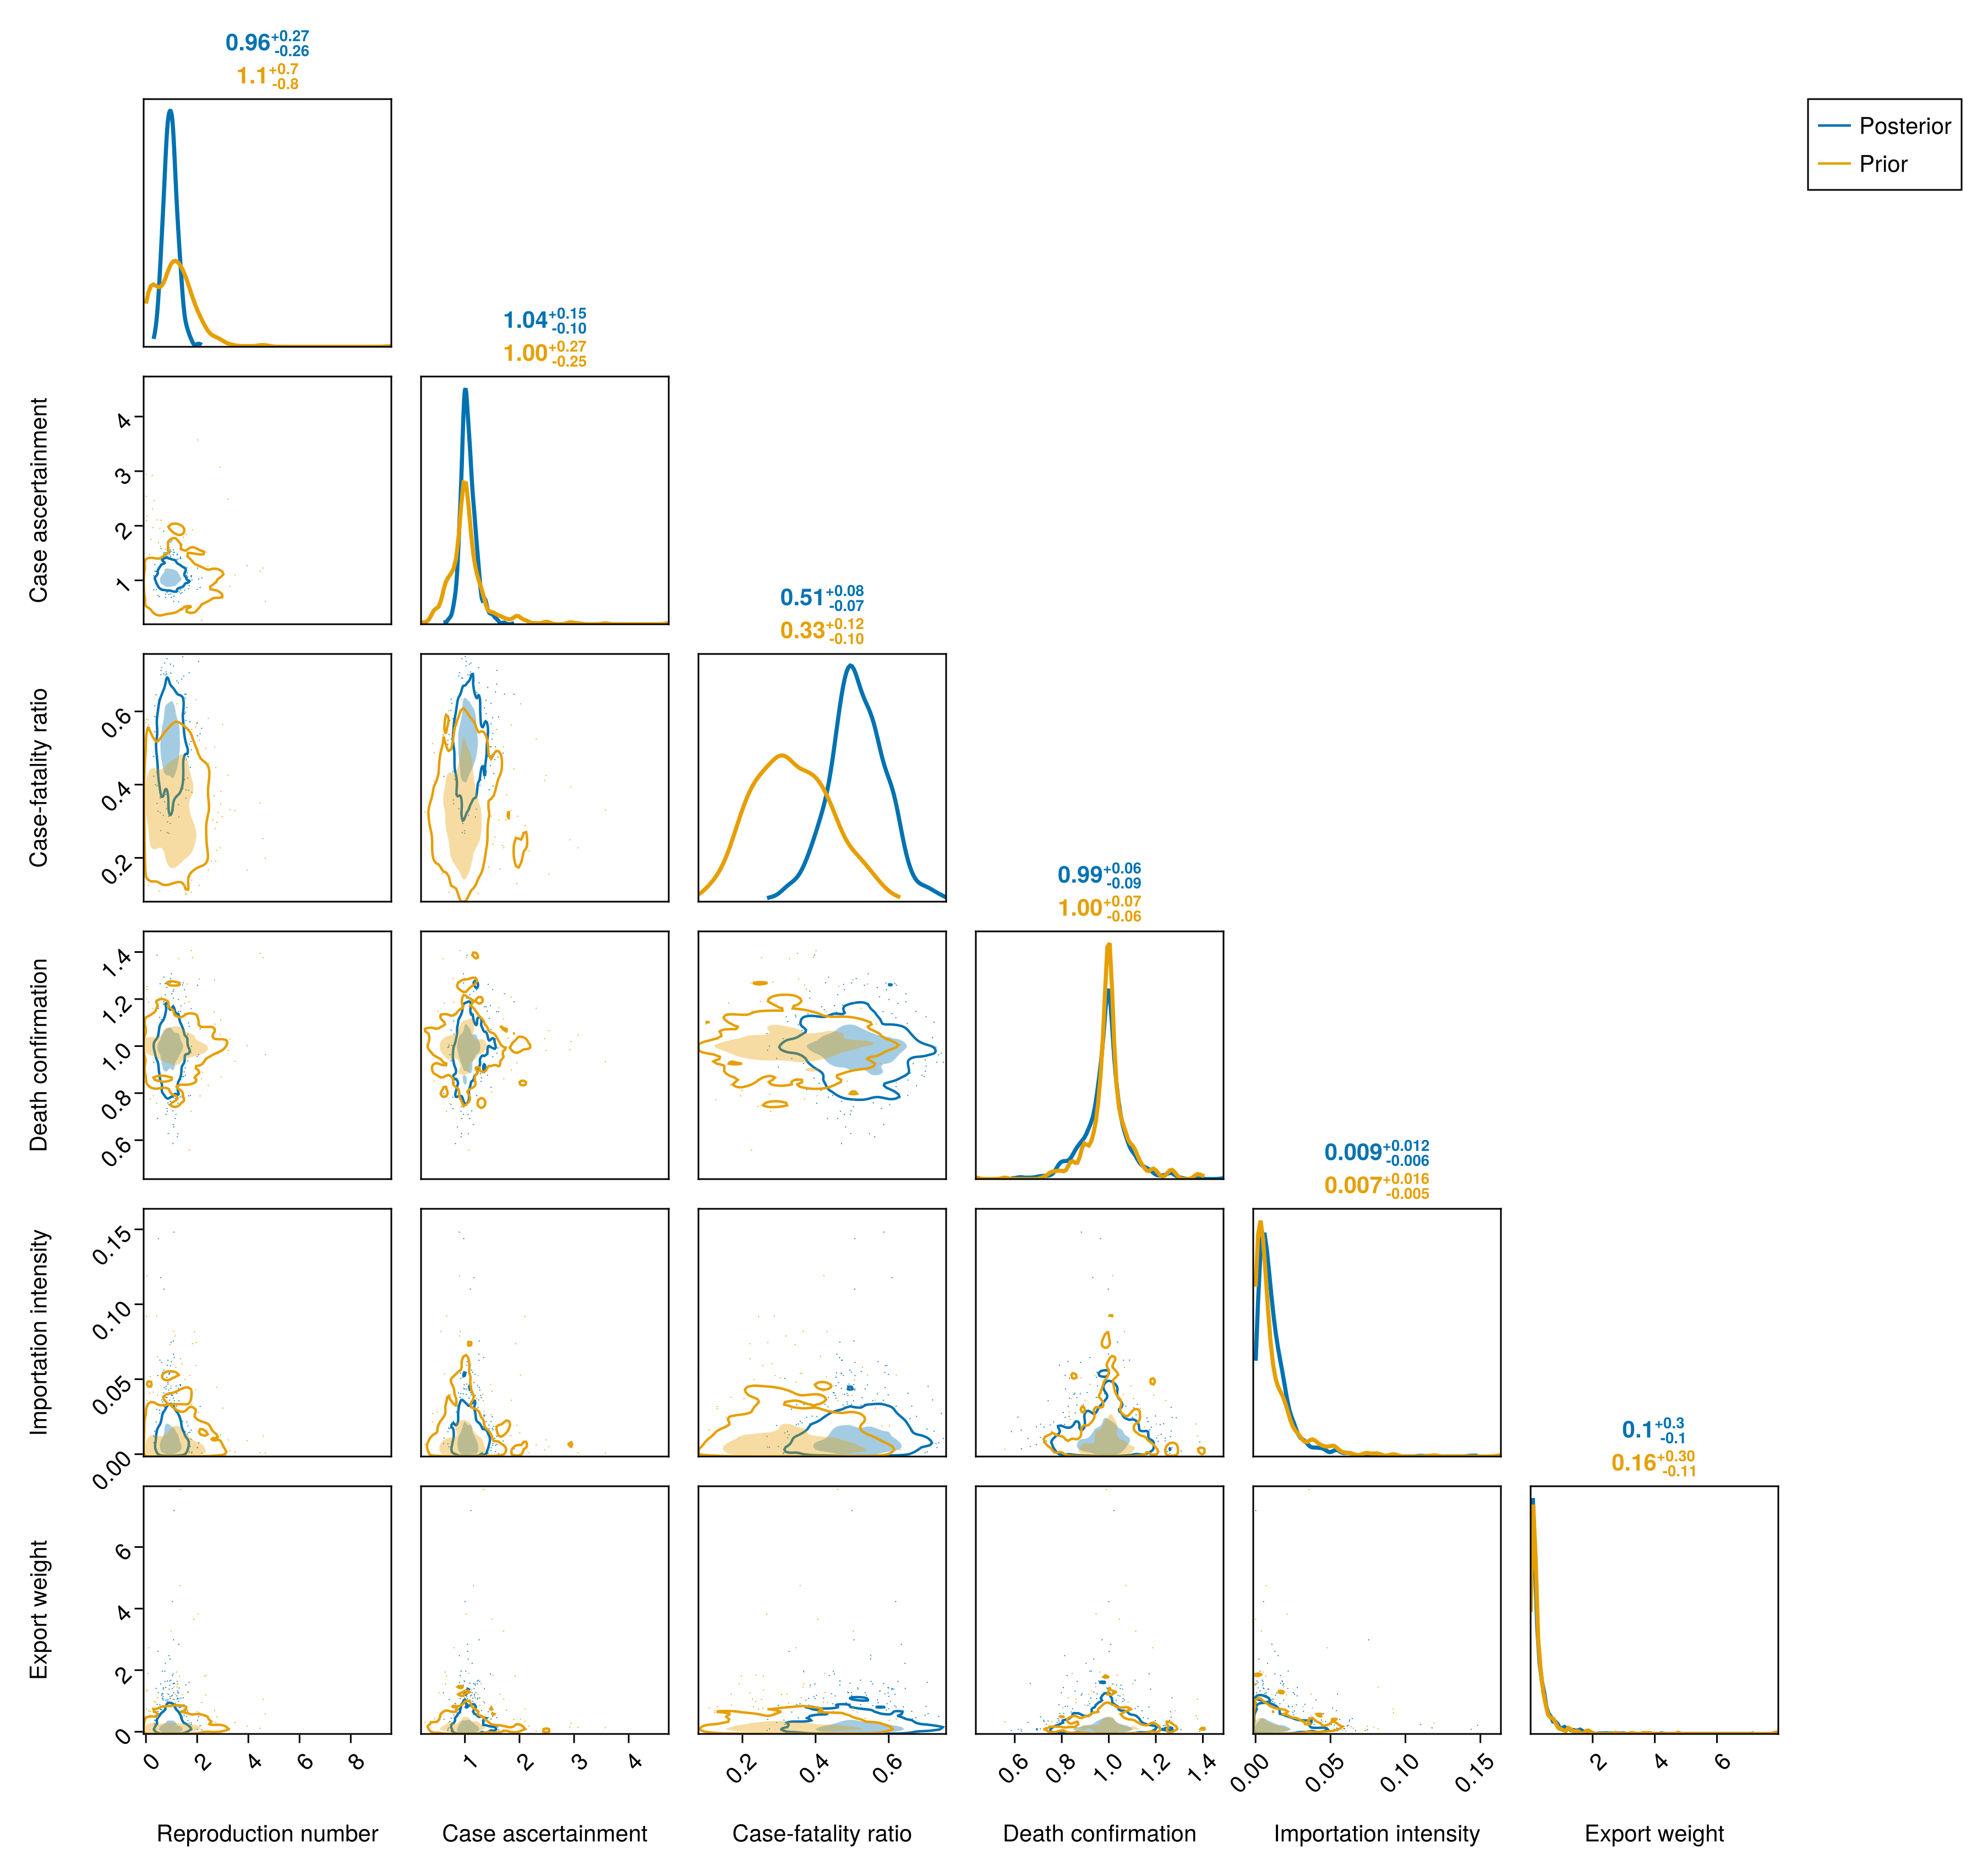 0.96+0.27-0.26
1.1+0.7-0.8
Posterior
Prior
1.04+0.15-0.10
1.00+0.27-0.25
Case ascertainment
4
3
2
1
0.51+0.08-0.07
0.33+0.12-0.10
Case-fatality ratio
0.6
0.4
0.2
0.99+0.06-0.09
1.00+0.07-0.06
Death confirmation
1.4
1.2
1.0
0.8
0.6
0.009+0.012-0.006
0.007+0.016-0.005
Importation intensity
0.15
0.10
0.05
0.00
0.1+0.3-0.1
0.16+0.30-0.11
Export weight
6
4
2
0
0 2 4 6 8
1 2 3 4
0.2 0.4 0.6
0.6 0.8 1.0 1.2 1.4
0.00 0.05 0.10 0.15
2 4 6
Reproduction number
Case ascertainment
Case-fatality ratio
Death confirmation
Importation intensity
Export weight